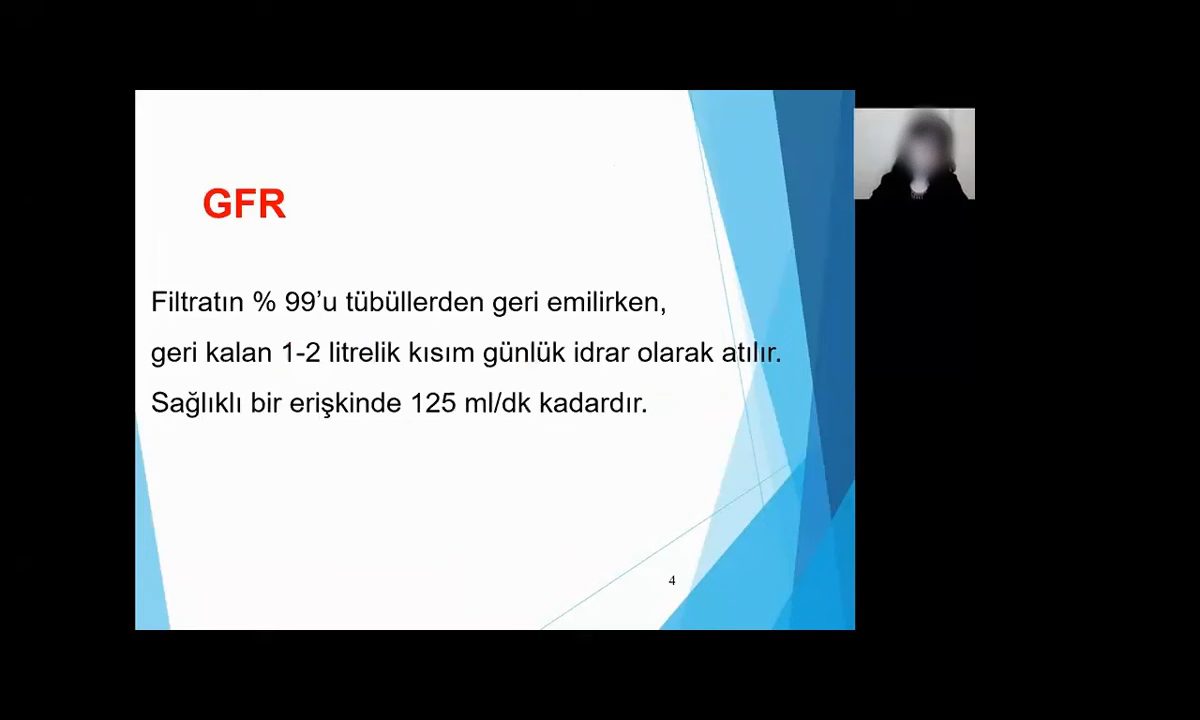 GFR
Filtratın % 99’u tübüllerden geri emilirken,
geri kalan 1-2 litrelik kısım günlük idrar olarak atılır.
Sağlıklı bir erişkinde 125 ml/dk kadardır.
4